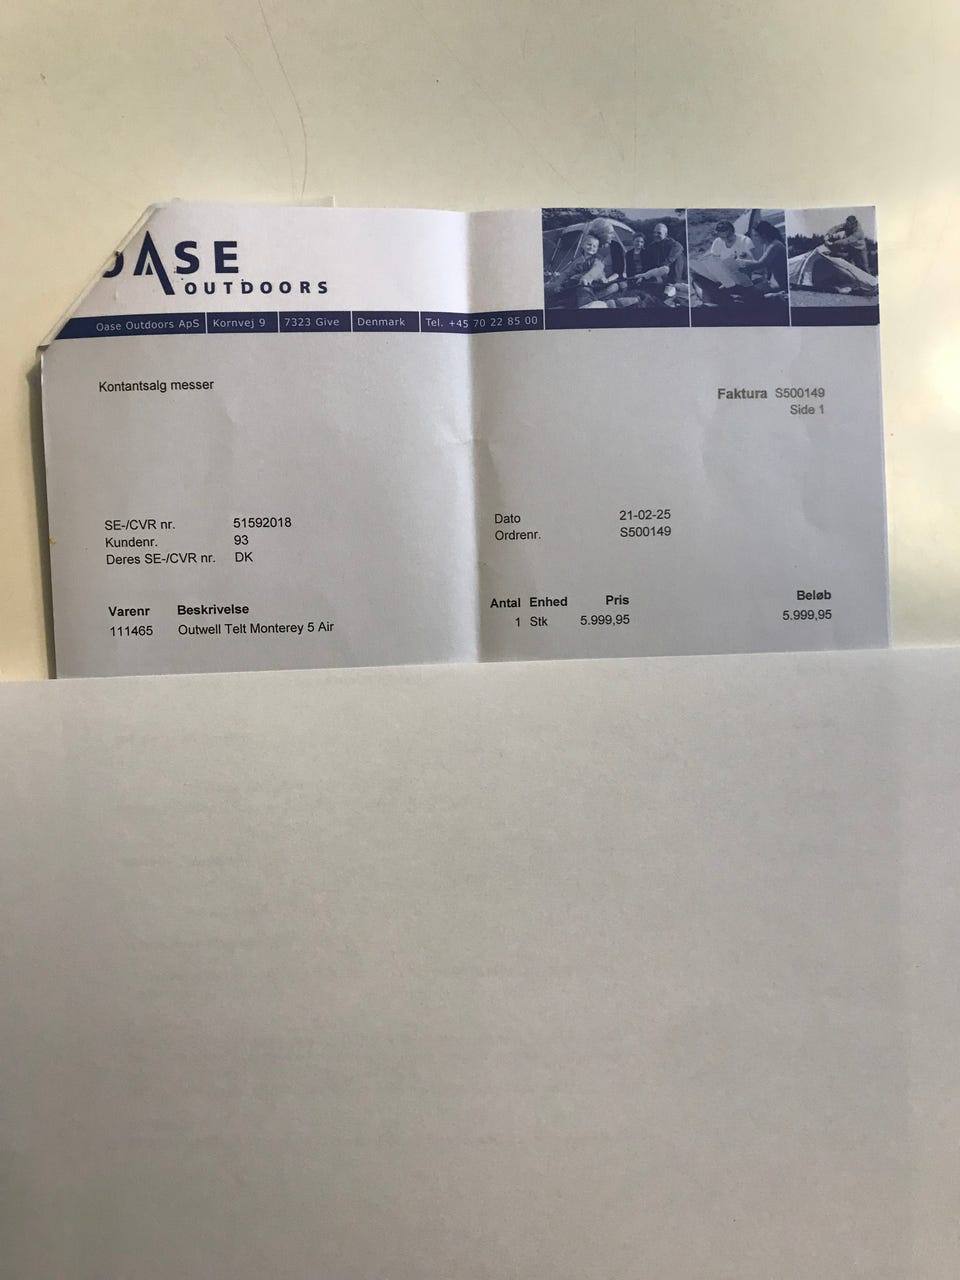 OASE
OUTDOORS
Oase Outdoors ApS Kornvej 9 7323 Give Denmark Tel. +45 70 22 85 00
Kontantsalg messer
Faktura S500149
Side 1
SE-/CVR nr. 51592018
Kundenr. 93
Deres SE-/CVR nr. DK
Dato 21-02-25
Ordrenr. S500149
Varenr Beskrivelse Antal Enhed Pris Beløb
111465 Outwell Telt Monterey 5 Air 1 Stk 5.999,95 5.999,95